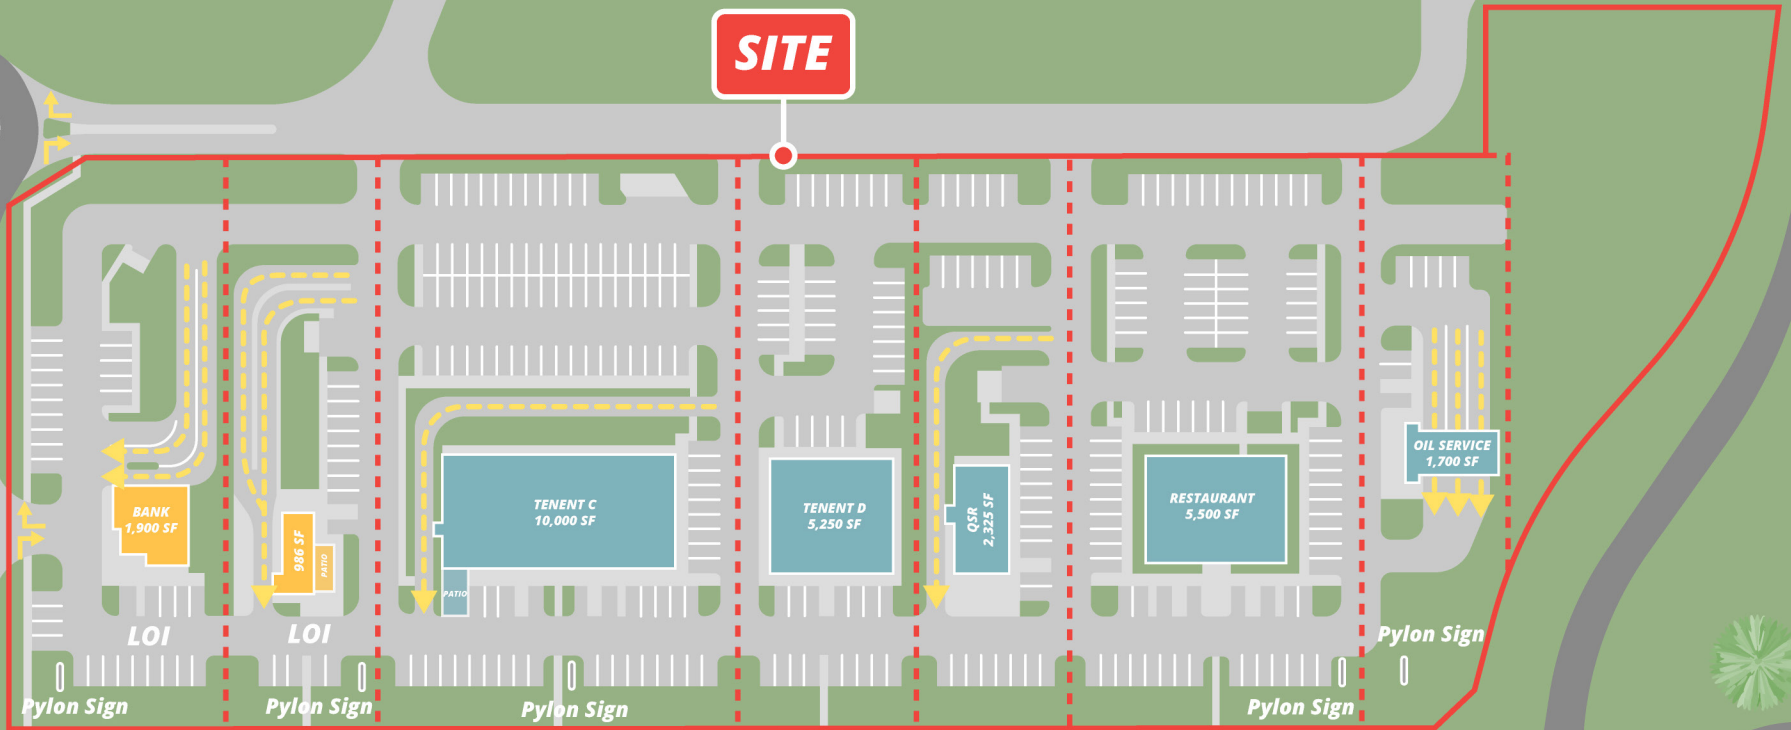 SITE
BANK
1,900 SF
LOI
Pylon Sign
986 SF
PATIO
LOI
Pylon Sign
TENENT C
10,000 SF
PATIO
Pylon Sign
TENENT D
5,250 SF
QSR
2,325 SF
RESTAURANT
5,500 SF
Pylon Sign
OIL SERVICE
1,700 SF
Pylon Sign